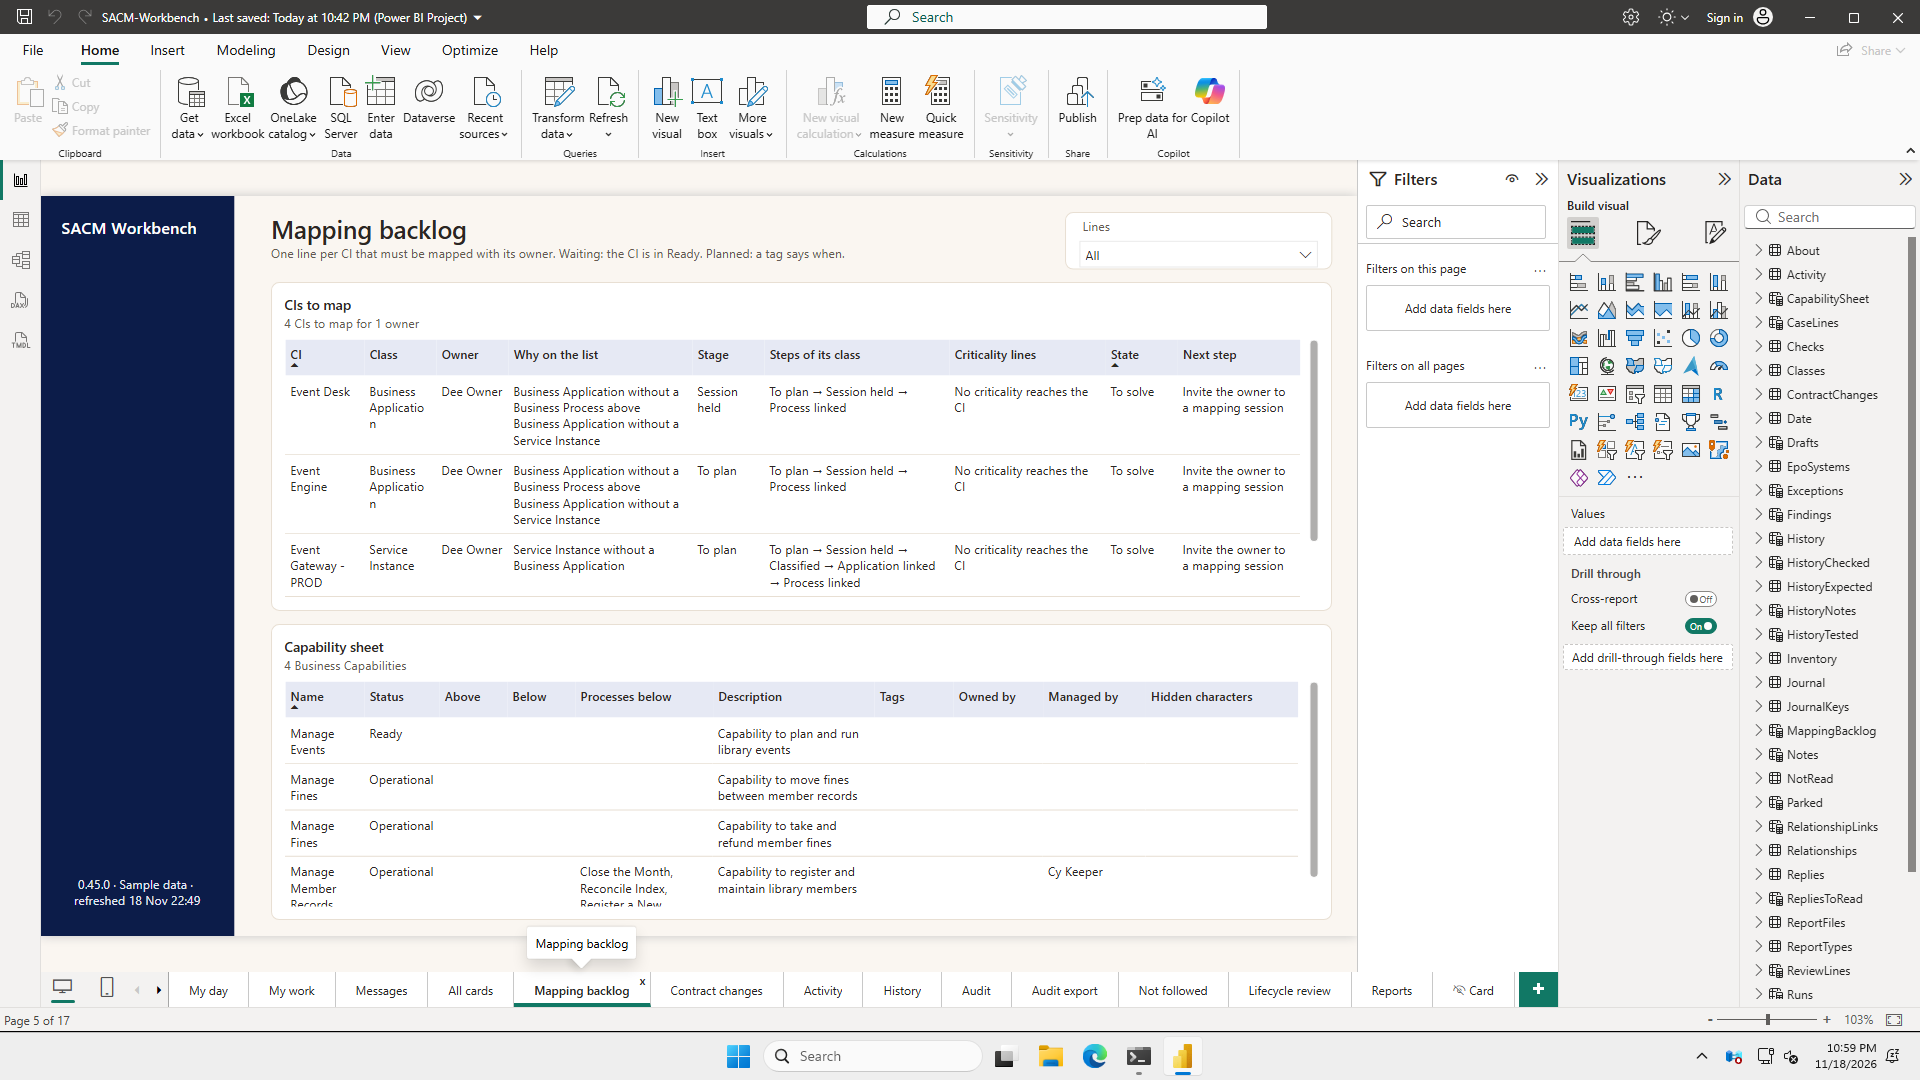 SACM-Workbench • Last saved: Today at 10:42 PM (Power BI Project)
Search
Sign in
File
Home
Insert
Modeling
Design
View
Optimize
Help
Share
Paste
Cut
Copy
Format painter
Clipboard
Get data
Excel workbook
OneLake catalog
SQL Server
Enter data
Dataverse
Recent sources
Data
Transform data
Refresh
Queries
New visual
Text box
More visuals
Insert
New visual calculation
New measure
Quick measure
Calculations
Sensitivity
Sensitivity
Publish
Share
Prep data for AI
Copilot
Copilot
SACM Workbench
0.45.0 · Sample data ·
refreshed 18 Nov 22:49
Mapping backlog
One line per CI that must be mapped with its owner. Waiting: the CI is in Ready. Planned: a tag says when.
Lines
All
CIs to map
4 CIs to map for 1 owner
CI Class Owner Why on the list Stage Steps of its class Criticality lines State Next step
Event Desk
Business
Applicatio
n
Dee Owner
Business Application without a
Business Process above
Business Application without a
Service Instance
Session
held
To plan → Session held →
Process linked
No criticality reaches the
CI
To solve
Invite the owner to
a mapping session
Event
Engine
Business
Applicatio
n
Dee Owner
Business Application without a
Business Process above
Business Application without a
Service Instance
To plan
To plan → Session held →
Process linked
No criticality reaches the
CI
To solve
Invite the owner to
a mapping session
Event
Gateway -
PROD
Service
Instance
Dee Owner
Service Instance without a
Business Application
To plan
To plan → Session held →
Classified → Application linked
→ Process linked
No criticality reaches the
CI
To solve
Invite the owner to
a mapping session
Capability sheet
4 Business Capabilities
Name Status Above Below Processes below Description Tags Owned by Managed by Hidden characters
Manage
Events
Ready
Capability to plan and run
library events
Manage
Fines
Operational
Capability to move fines
between member records
Manage
Fines
Operational
Capability to take and
refund member fines
Manage
Member
Records
Operational
Close the Month,
Reconcile Index,
Register a New
Capability to register and
maintain library members
Cy Keeper
Mapping backlog
Filters
Search
Filters on this page
Add data fields here
Filters on all pages
Add data fields here
Visualizations
Build visual
123
R
Py
Values
Add data fields here
Drill through
Cross-report
Off
Keep all filters
On
Add drill-through fields here
Data
Search
About
Activity
CapabilitySheet
CaseLines
Checks
Classes
ContractChanges
Date
Drafts
EpoSystems
Exceptions
Findings
History
HistoryChecked
HistoryExpected
HistoryNotes
HistoryTested
Inventory
Journal
JournalKeys
MappingBacklog
Notes
NotRead
Parked
RelationshipLinks
Relationships
Replies
RepliesToRead
ReportFiles
ReportTypes
ReviewLines
Runs
DAX
TMDL
My day
My work
Messages
All cards
Mapping backlog
x
Contract changes
Activity
History
Audit
Audit export
Not followed
Lifecycle review
Reports
Card
+
Page 5 of 17
- + 103%
Search
10:59 PM
11/18/2026